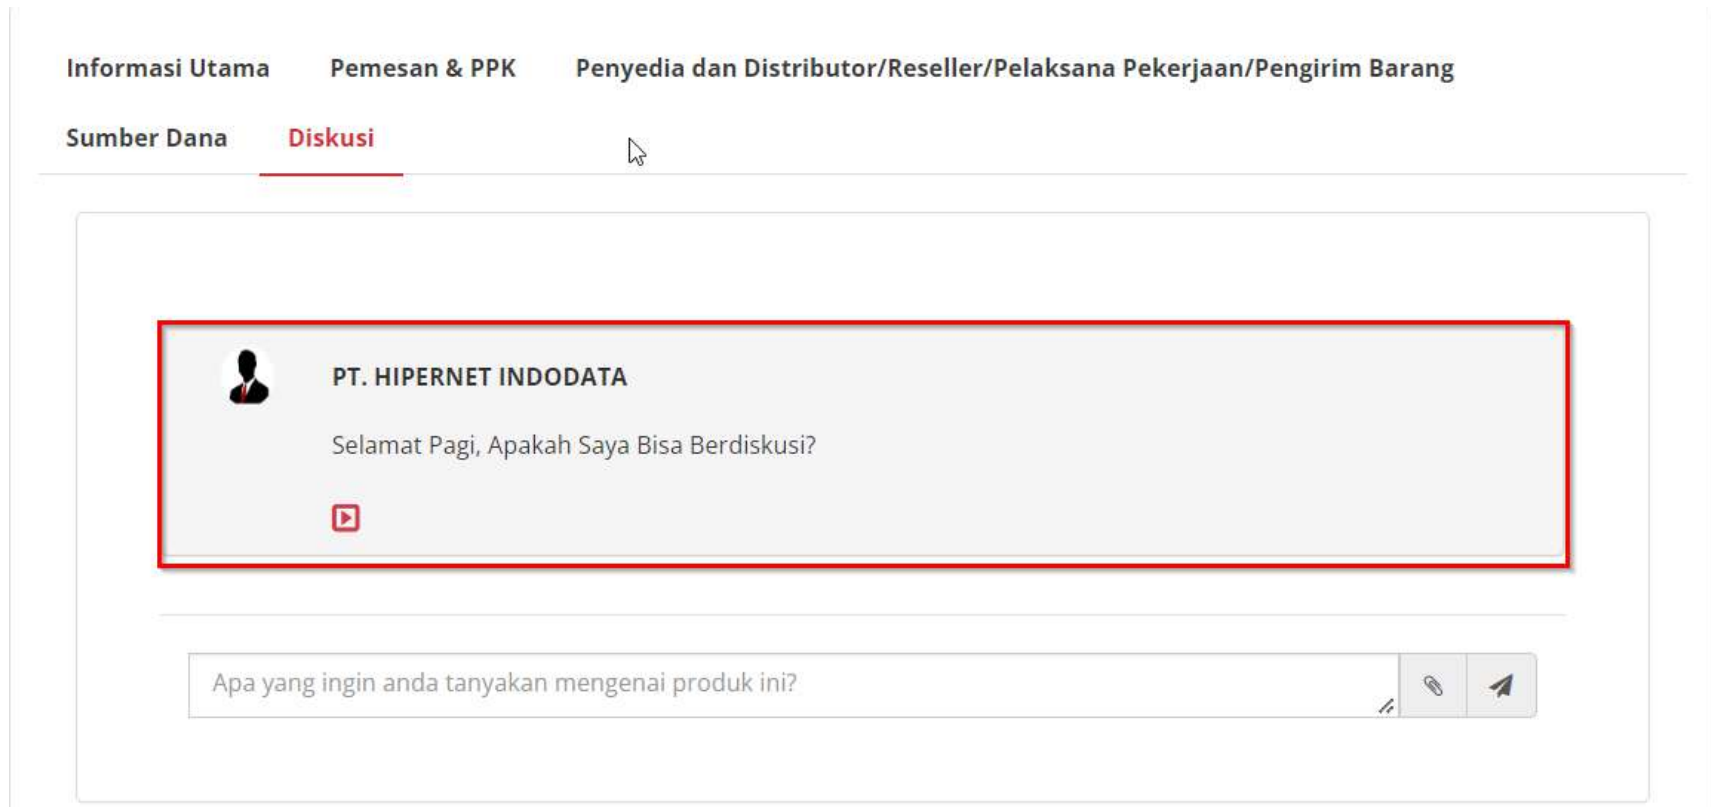 Informasi Utama Pemesan & PPK Penyedia dan Distributor/Reseller/Pelaksana Pekerjaan/Pengirim Barang
Sumber Dana Diskusi
PT. HIPERNET INDODATA
Selamat Pagi, Apakah Saya Bisa Berdiskusi?
Apa yang ingin anda tanyakan mengenai produk ini?